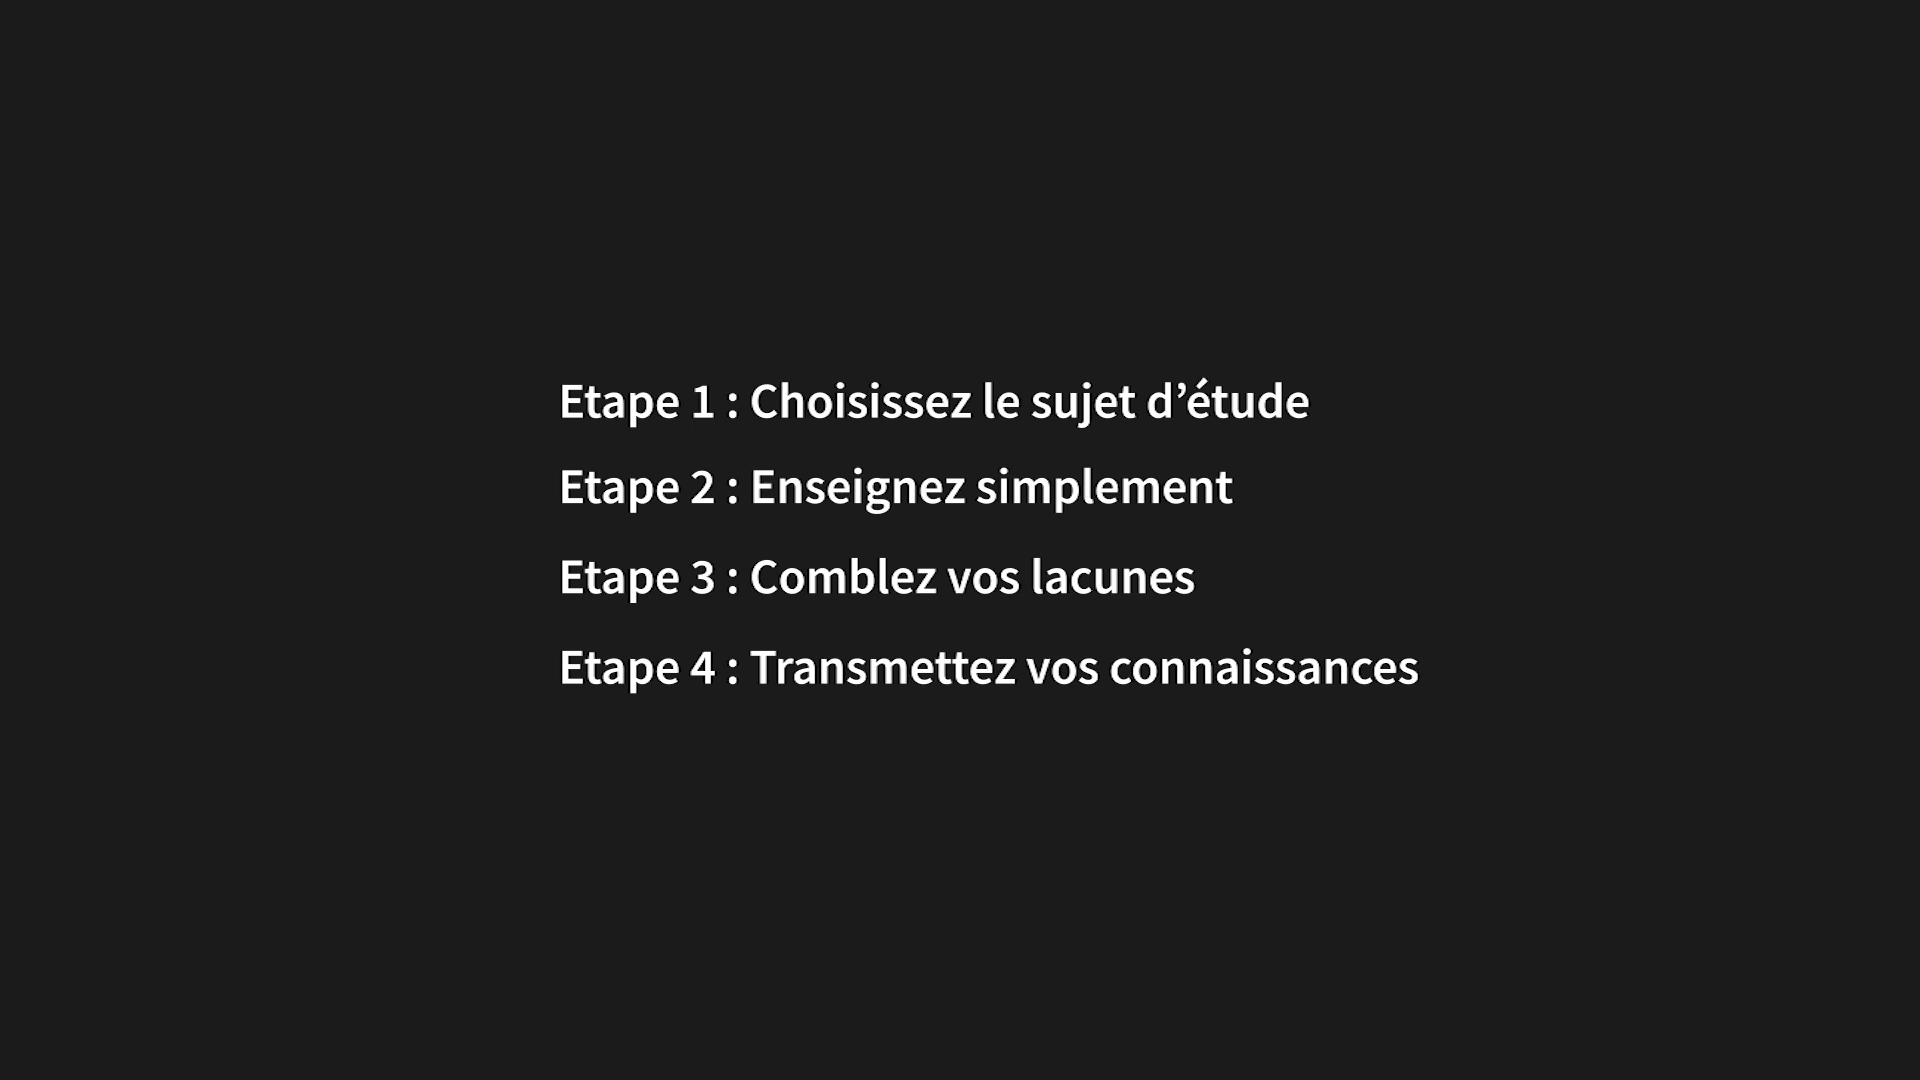 Etape 1 : Choisissez le sujet d’étude
Etape 2 : Enseignez simplement
Etape 3 : Comblez vos lacunes
Etape 4 : Transmettez vos connaissances